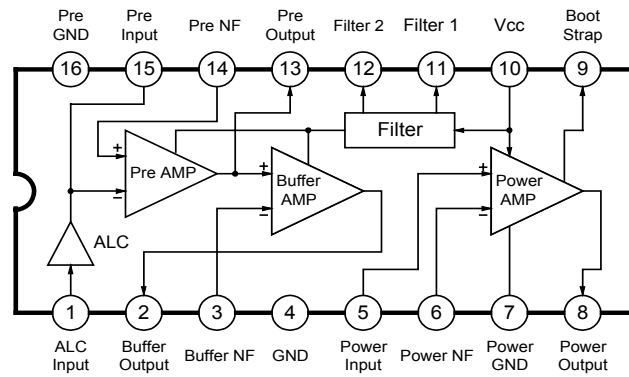 Pre GND
Pre Input
Pre NF
Pre Output
Filter 2
Filter 1
Vcc
Boot Strap
16
15
14
13
12
11
10
9
Filter
+
−
Pre AMP
+
−
Buffer AMP
+
−
Power AMP
ALC
1
2
3
4
5
6
7
8
ALC Input
Buffer Output
Buffer NF
GND
Power Input
Power NF
Power GND
Power Output